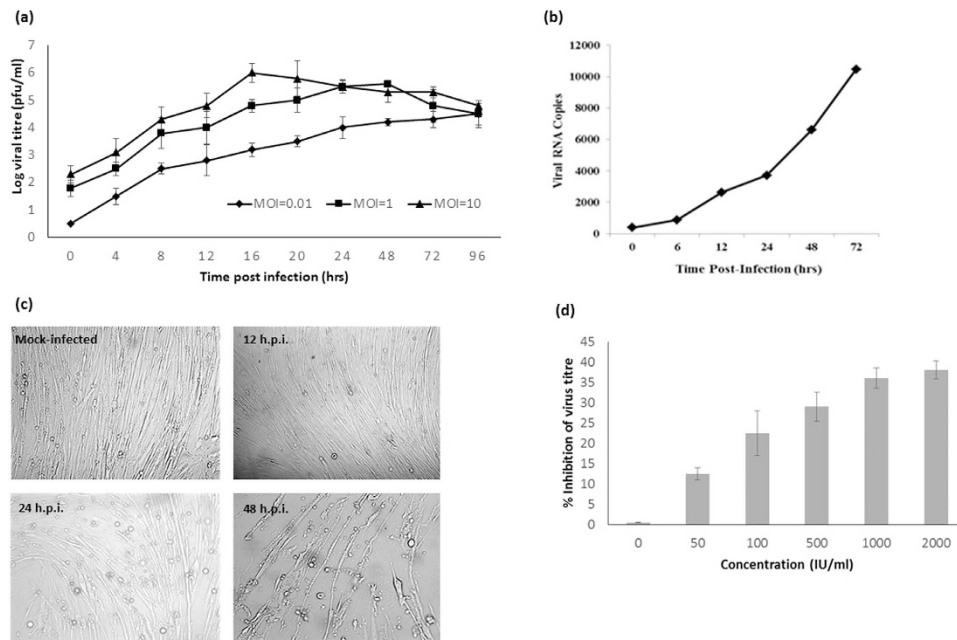 (a)
Log viral titre (pfu/ml)
7
6
5
4
3
2
1
0
MOI=0.01 MOI=1 MOI=10
0 4 8 12 16 20 24 48 72 96
Time post infection (hrs)
(b)
Viral RNA Copies
12000
10000
8000
6000
4000
2000
0
0 6 12 24 48 72
Time Post-Infection (hrs)
(c)
Mock-infected
12 h.p.i.
24 h.p.i.
48 h.p.i.
(d)
% Inhibition of virus titre
45
40
35
30
25
20
15
10
5
0
0 50 100 500 1000 2000
Concentration (IU/ml)